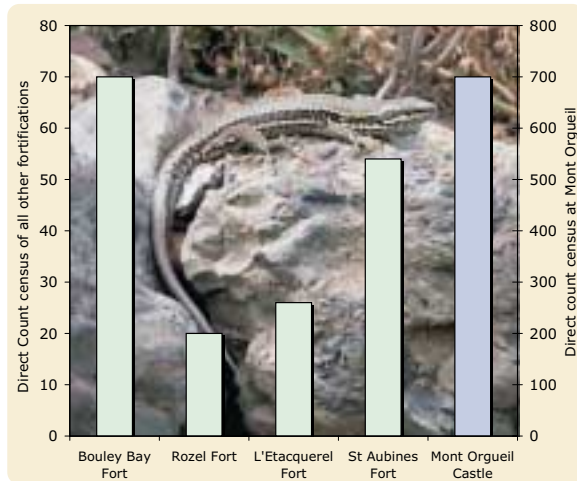 Direct Count census of all other fortifications
80
70
60
50
40
30
20
10
0
800
700
600
500
400
300
200
100
0
Direct count census at Mont Orgueil
Bouley Bay
Fort
Rozel Fort
L'Etacquerel
Fort
St Aubines
Fort
Mont Orgueil
Castle